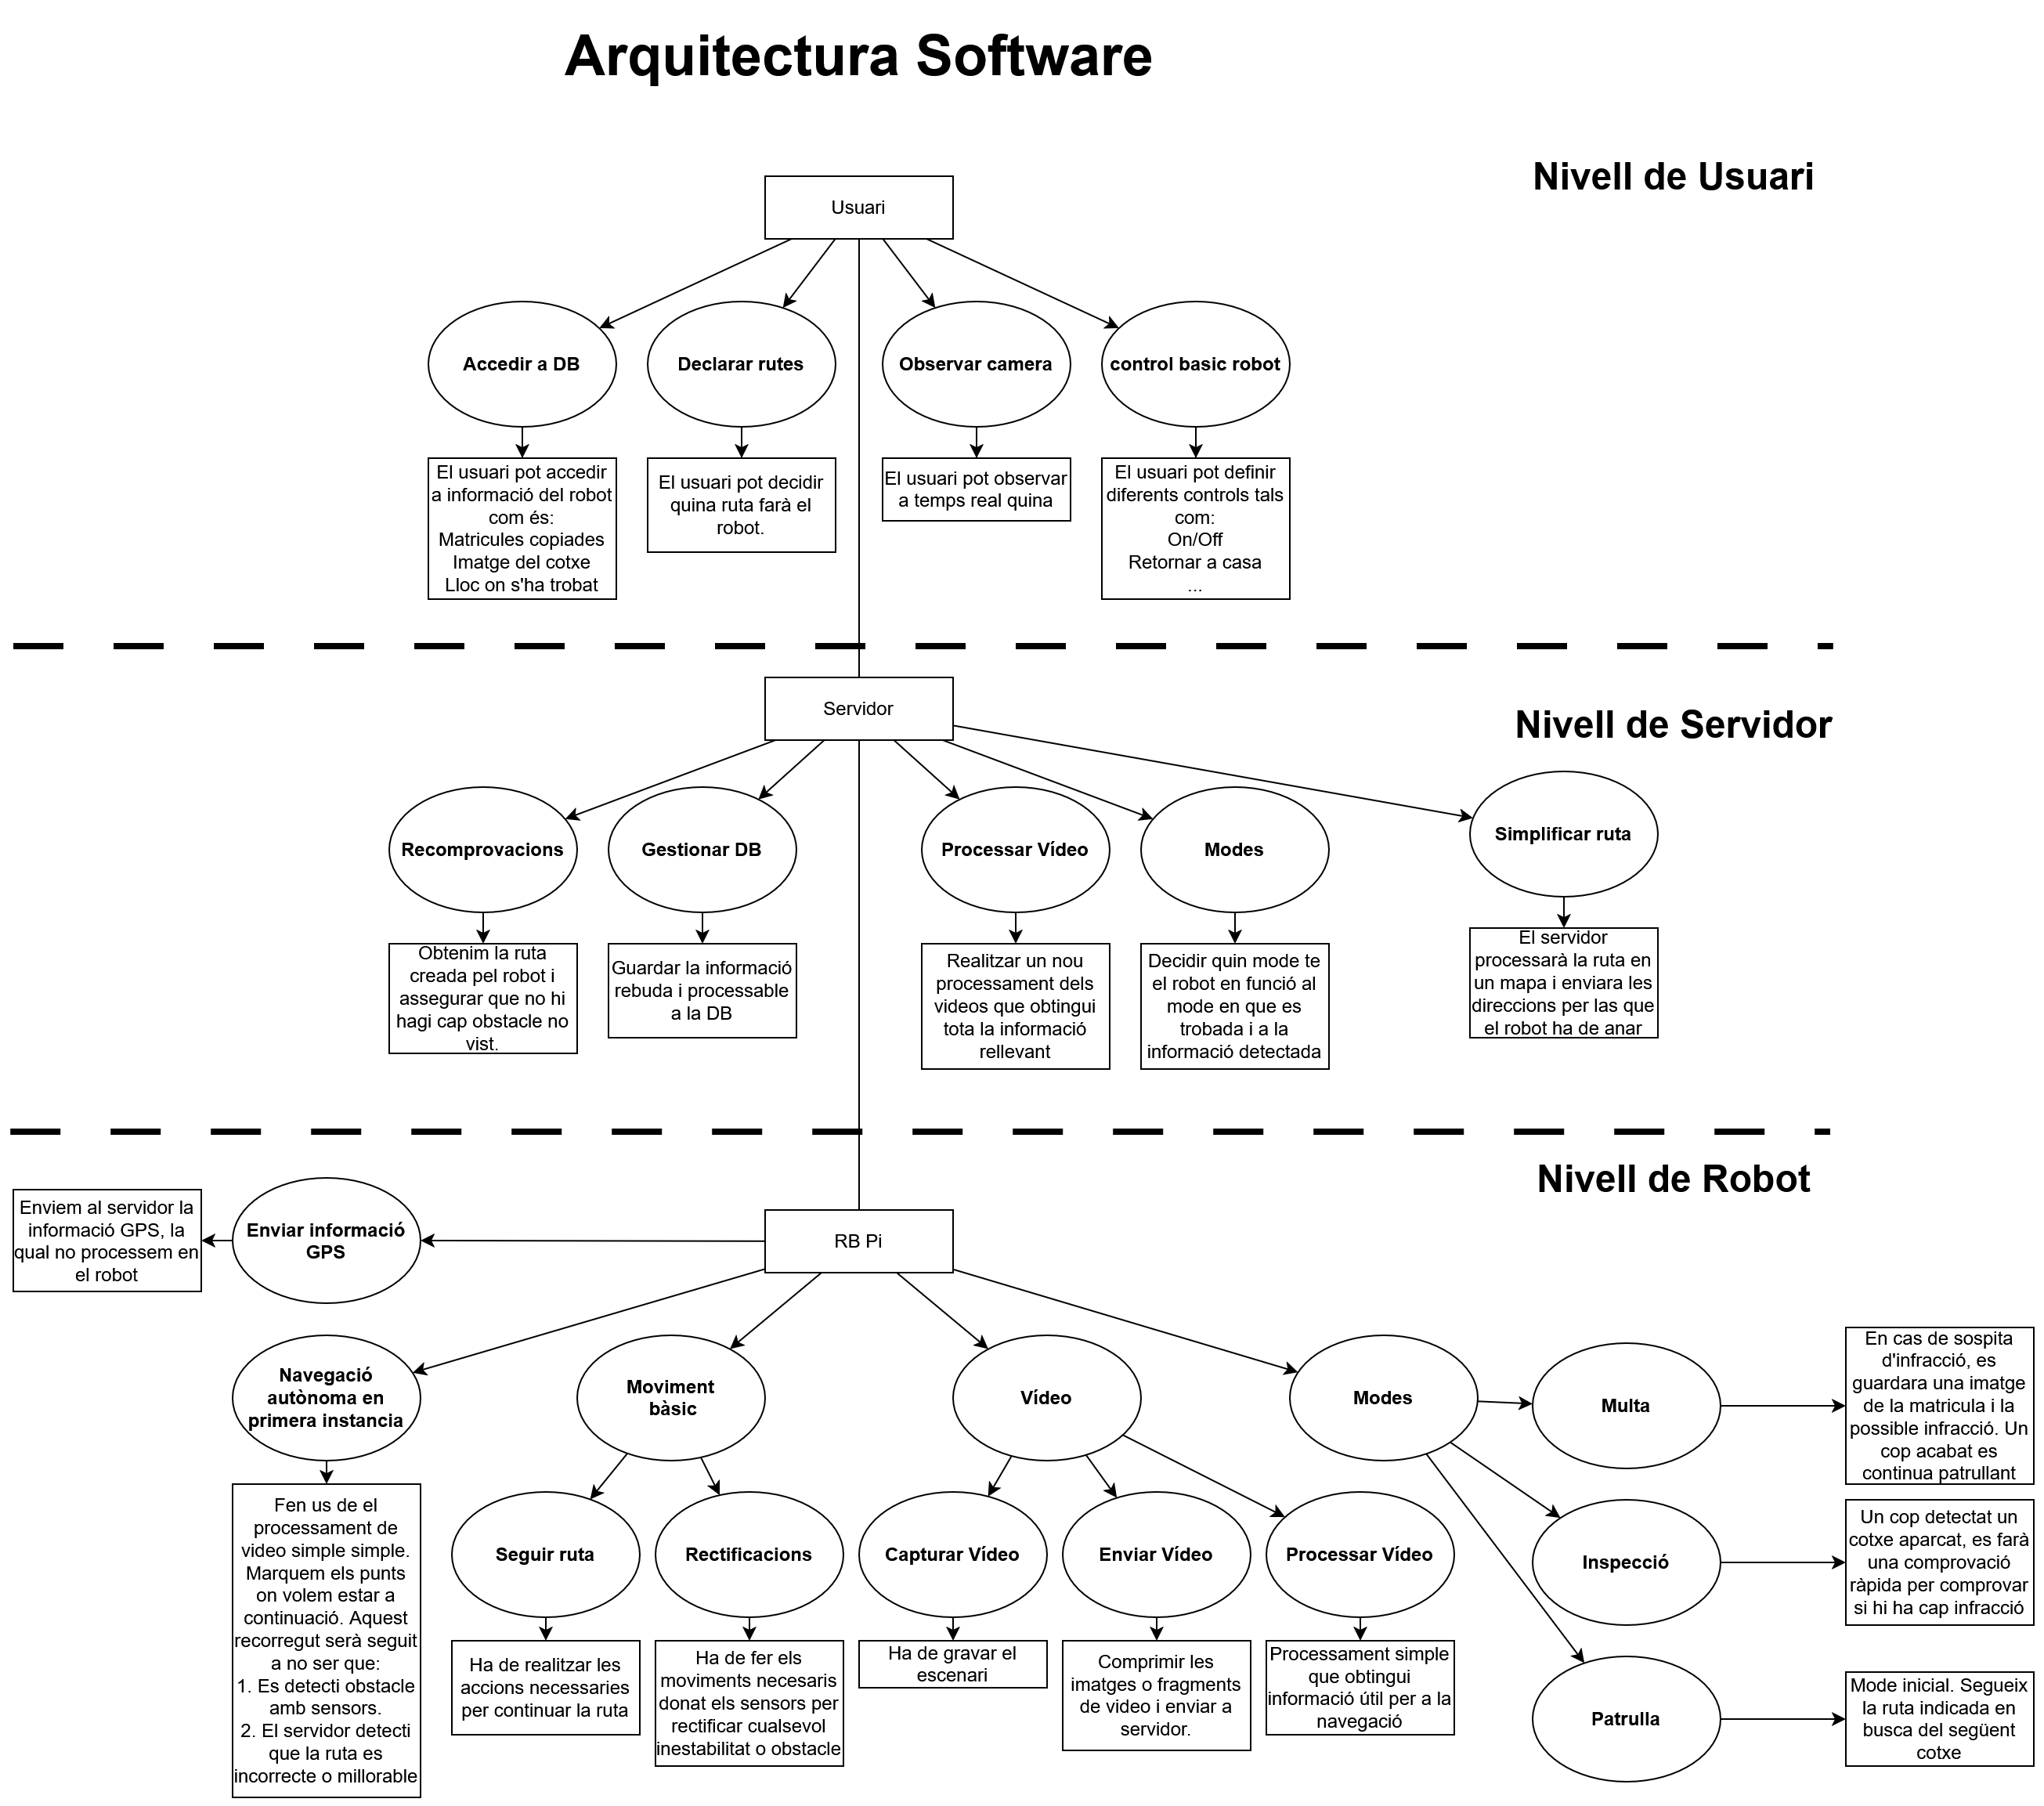 Arquitectura Software
Nivell de Usuari
Usuari
Accedir a DB
Declarar rutes
Observar camera
control basic robot
El usuari pot accedir
a informació del robot
com és:
Matricules copiades
Imatge del cotxe
Lloc on s'ha trobat
El usuari pot decidir
quina ruta farà el
robot.
El usuari pot observar
a temps real quina
El usuari pot definir
diferents controls tals
com:
On/Off
Retornar a casa
...
Servidor
Nivell de Servidor
Recomprovacions
Gestionar DB
Processar Vídeo
Modes
Simplificar ruta
Obtenim la ruta
creada pel robot i
assegurar que no hi
hagi cap obstacle no
vist.
Guardar la informació
rebuda i processable
a la DB
Realitzar un nou
processament dels
videos que obtingui
tota la informació
rellevant
Decidir quin mode te
el robot en funció al
mode en que es
trobada i a la
informació detectada
El servidor
processarà la ruta en
un mapa i enviara les
direccions per las que
el robot ha de anar
Nivell de Robot
Enviem al servidor la
informació GPS, la
qual no processem en
el robot
Enviar informació
GPS
RB Pi
Navegació
autònoma en
primera instancia
Moviment
bàsic
Vídeo
Modes
Multa
En cas de sospita
d'infracció, es
guardara una imatge
de la matricula i la
possible infracció. Un
cop acabat es
continua patrullant
Fen us de el
processament de
video simple simple.
Marquem els punts
on volem estar a
continuació. Aquest
recorregut serà seguit
a no ser que:
1. Es detecti obstacle
amb sensors.
2. El servidor detecti
que la ruta es
incorrecte o millorable
Seguir ruta
Rectificacions
Capturar Vídeo
Enviar Vídeo
Processar Vídeo
Inspecció
Un cop detectat un
cotxe aparcat, es farà
una comprovació
ràpida per comprovar
si hi ha cap infracció
Ha de realitzar les
accions necessaries
per continuar la ruta
Ha de fer els
moviments necesaris
donat els sensors per
rectificar cualsevol
inestabilitat o obstacle
Ha de gravar el
escenari
Comprimir les
imatges o fragments
de video i enviar a
servidor.
Processament simple
que obtingui
informació útil per a la
navegació
Patrulla
Mode inicial. Segueix
la ruta indicada en
busca del següent
cotxe